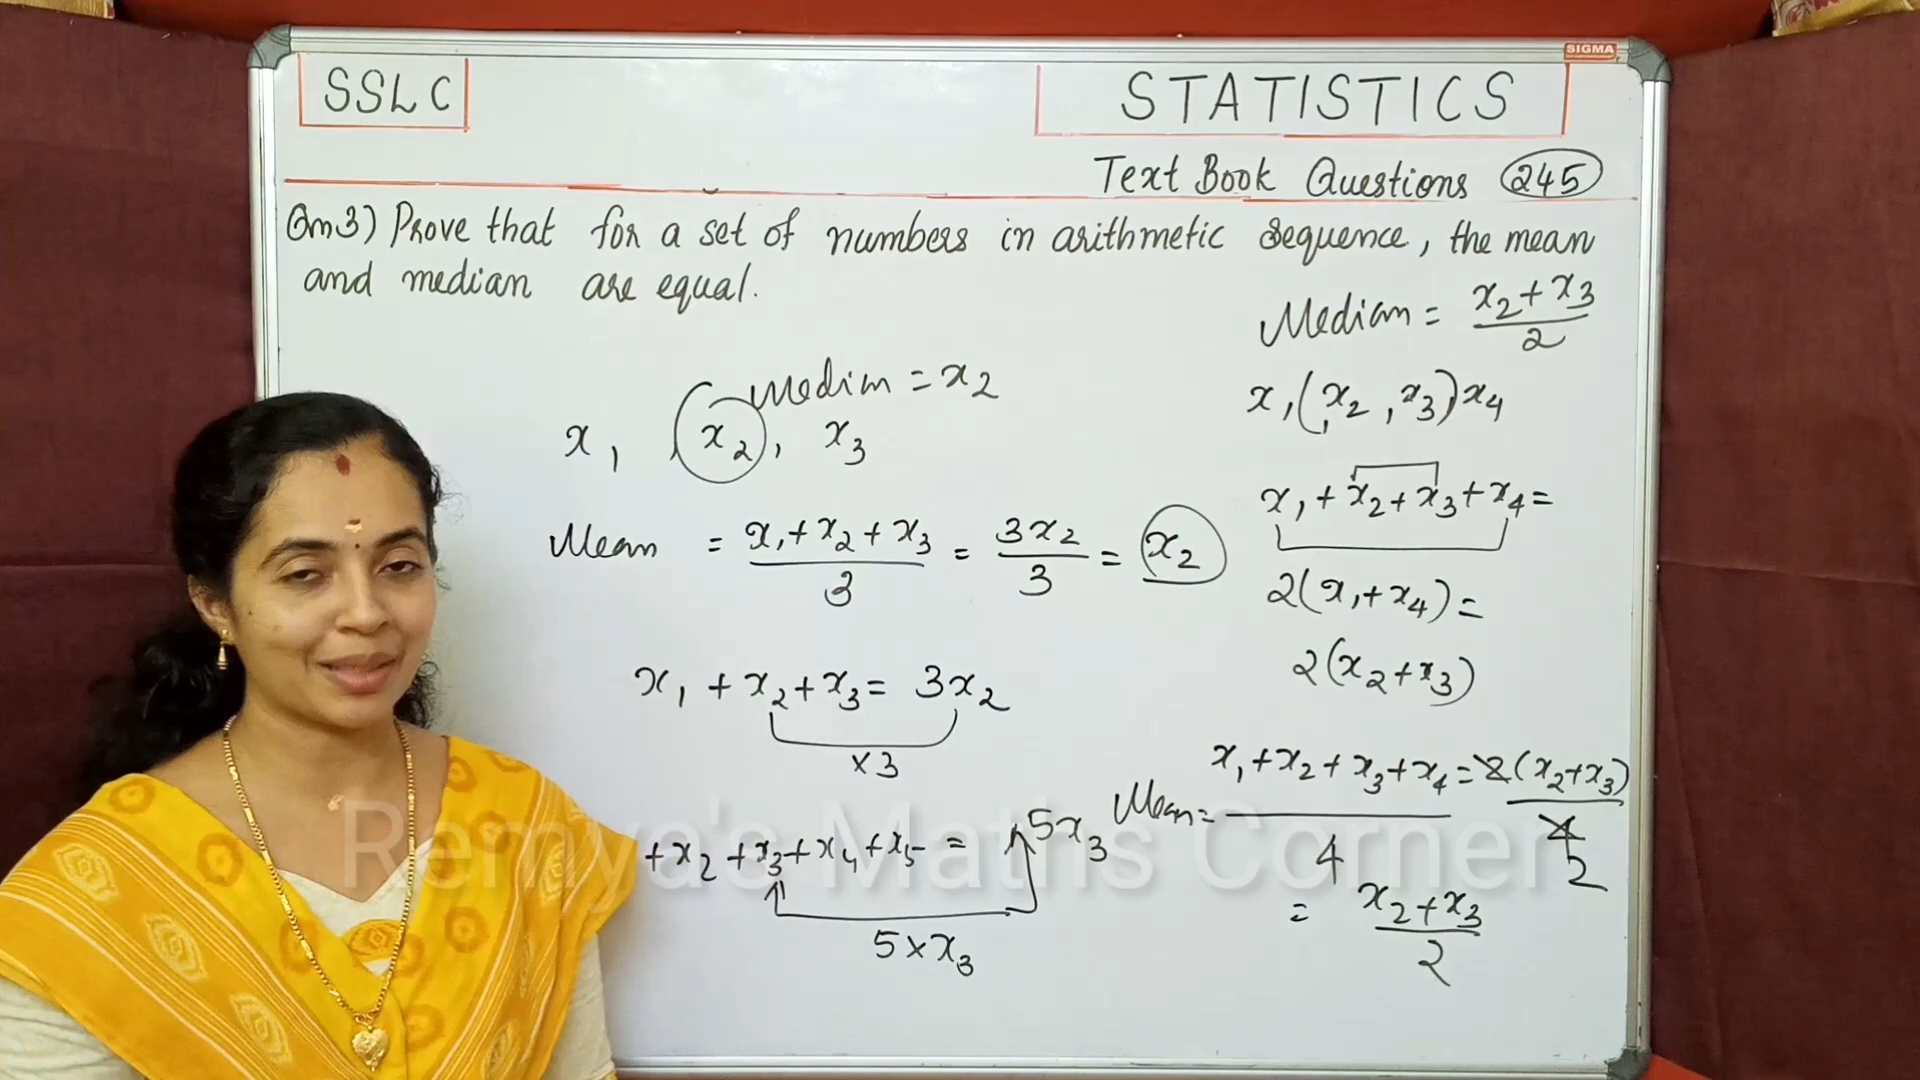 SIGMA
SSLC
STATISTICS
Text Book Questions 245
Qn3) Prove that for a set of numbers in arithmetic sequence, the mean
and median are equal.
Median = x₂+x₃/2
Median = x₂
x₁, x₂, x₃
x₁(x₂, x₃)x₄
Mean = x₁+x₂+x₃/3 = 3x₂/3 = x₂
x₁+x₂+x₃+x₄=
2(x₁+x₄)=
2(x₂+x₃)
x₁+x₂+x₃= 3x₂
×3
Mean= x₁+x₂+x₃+x₄/4 = 2(x₂+x₃)/4 2
+x₂+x₃+x₄+x₅ = 5x₃
5×x₃
= x₂+x₃/2
Remya's Maths Corner